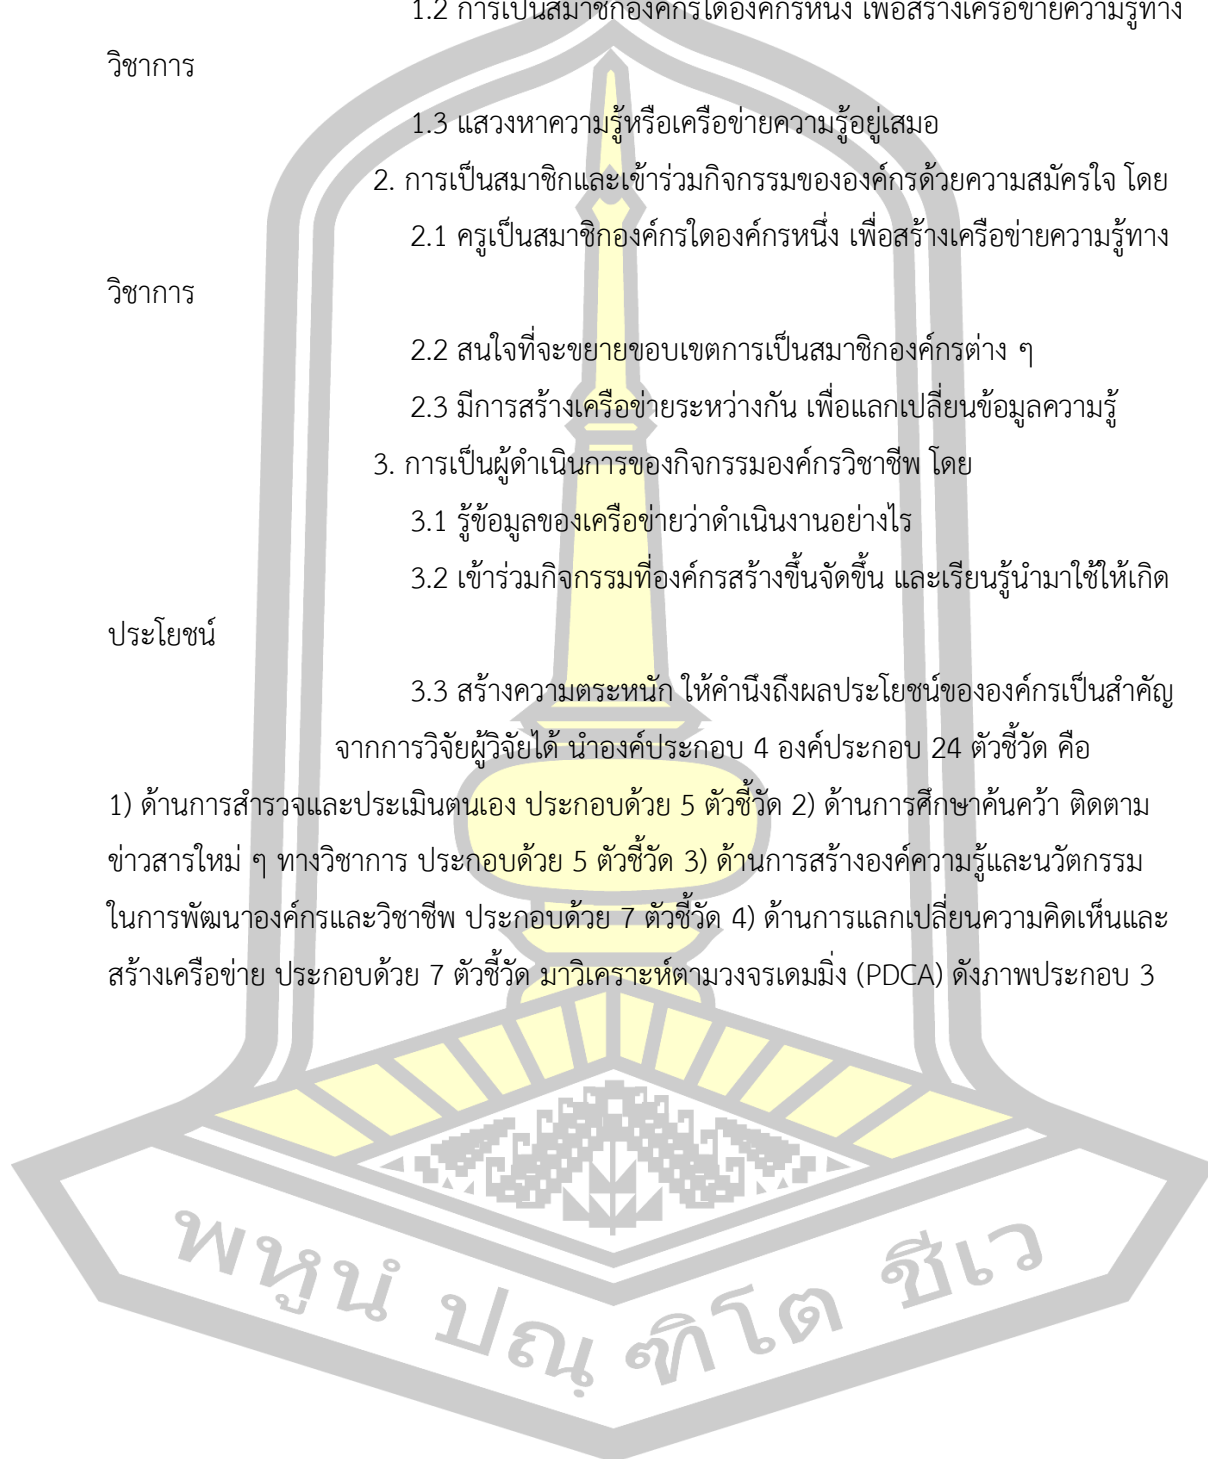 1.2 การเป็นสมาชิกองค์กรใดองค์กรหนึ่ง เพื่อสร้างเครือข่ายความรู้ทาง
วิชาการ
1.3 แสวงหาความรู้หรือเครือข่ายความรู้อยู่เสมอ
2. การเป็นสมาชิกและเข้าร่วมกิจกรรมขององค์กรด้วยความสมัครใจ โดย
2.1 ครูเป็นสมาชิกองค์กรใดองค์กรหนึ่ง เพื่อสร้างเครือข่ายความรู้ทาง
วิชาการ
2.2 สนใจที่จะขยายขอบเขตการเป็นสมาชิกองค์กรต่าง ๆ
2.3 มีการสร้างเครือข่ายระหว่างกัน เพื่อแลกเปลี่ยนข้อมูลความรู้
3. การเป็นผู้ดำเนินการของกิจกรรมองค์กรวิชาชีพ โดย
3.1 รู้ข้อมูลของเครือข่ายว่าดำเนินงานอย่างไร
3.2 เข้าร่วมกิจกรรมที่องค์กรสร้างขึ้นจัดขึ้น และเรียนรู้นำมาใช้ให้เกิด
ประโยชน์
3.3 สร้างความตระหนัก ให้คำนึงถึงผลประโยชน์ขององค์กรเป็นสำคัญ
จากการวิจัยผู้วิจัยได้ นำองค์ประกอบ 4 องค์ประกอบ 24 ตัวชี้วัด คือ
1) ด้านการสำรวจและประเมินตนเอง ประกอบด้วย 5 ตัวชี้วัด 2) ด้านการศึกษาค้นคว้า ติดตาม
ข่าวสารใหม่ ๆ ทางวิชาการ ประกอบด้วย 5 ตัวชี้วัด 3) ด้านการสร้างองค์ความรู้และนวัตกรรม
ในการพัฒนาองค์กรและวิชาชีพ ประกอบด้วย 7 ตัวชี้วัด 4) ด้านการแลกเปลี่ยนความคิดเห็นและ
สร้างเครือข่าย ประกอบด้วย 7 ตัวชี้วัด มาวิเคราะห์ตามวงจรเดมมิ่ง (PDCA) ดังภาพประกอบ 3
พหูนํ ปณฺฑิโต ชีเว